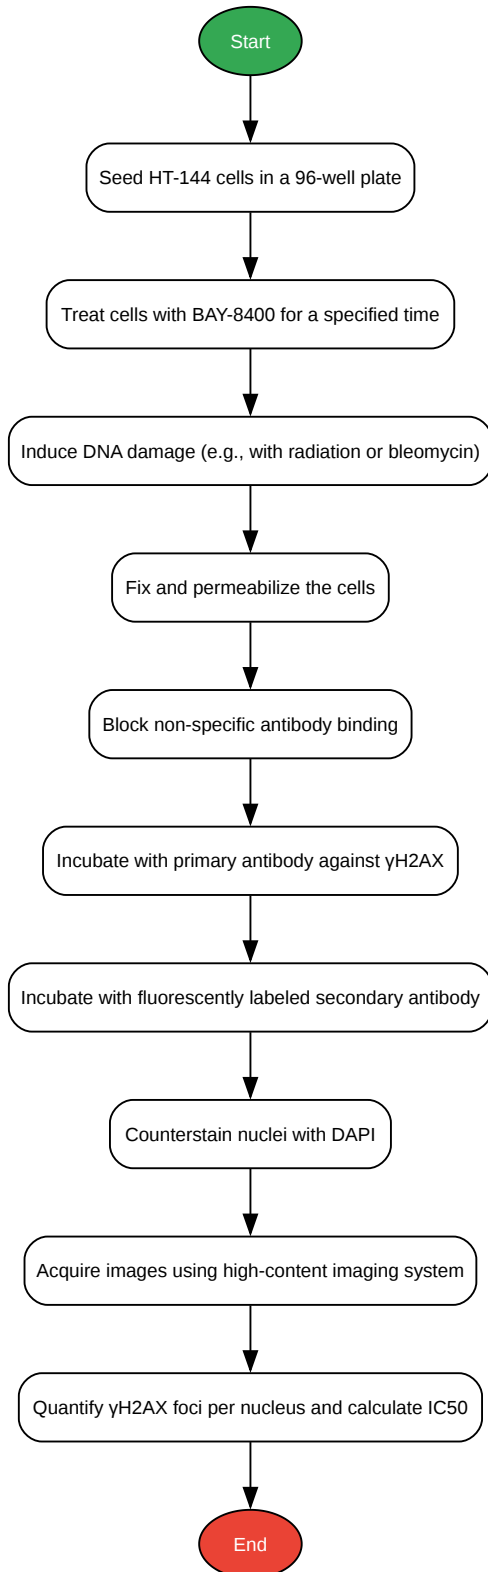 Start
Seed HT-144 cells in a 96-well plate
Treat cells with BAY-8400 for a specified time
Induce DNA damage (e.g., with radiation or bleomycin)
Fix and permeabilize the cells
Block non-specific antibody binding
Incubate with primary antibody against γH2AX
Incubate with fluorescently labeled secondary antibody
Counterstain nuclei with DAPI
Acquire images using high-content imaging system
Quantify γH2AX foci per nucleus and calculate IC50
End